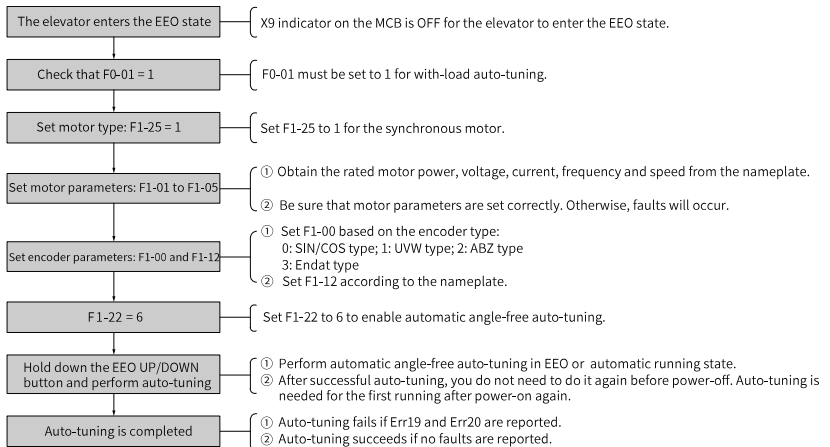 The elevator enters the EEO state
X9 indicator on the MCB is OFF for the elevator to enter the EEO state.
Check that F0-01 = 1
F0-01 must be set to 1 for with-load auto-tuning.
Set motor type: F1-25 = 1
Set F1-25 to 1 for the synchronous motor.
Set motor parameters: F1-01 to F1-05
① Obtain the rated motor power, voltage, current, frequency and speed from the nameplate.
② Be sure that motor parameters are set correctly. Otherwise, faults will occur.
Set encoder parameters: F1-00 and F1-12
① Set F1-00 based on the encoder type:
0: SIN/COS type; 1: UVW type; 2: ABZ type
3: Endat type
② Set F1-12 according to the nameplate.
F1-22 = 6
Set F1-22 to 6 to enable automatic angle-free auto-tuning.
Hold down the EEO UP/DOWN
button and perform auto-tuning
① Perform automatic angle-free auto-tuning in EEO or automatic running state.
② After successful auto-tuning, you do not need to do it again before power-off. Auto-tuning is
needed for the first running after power-on again.
Auto-tuning is completed
① Auto-tuning fails if Err19 and Err20 are reported.
② Auto-tuning succeeds if no faults are reported.